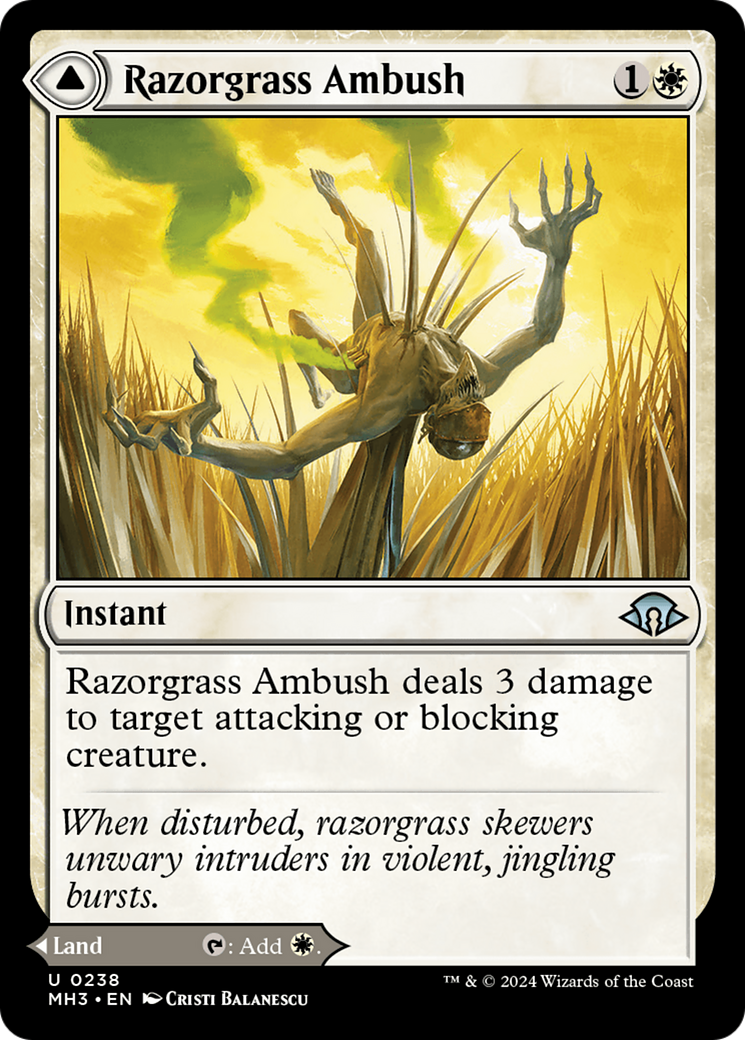 Razorgrass Ambush 1
Instant
Razorgrass Ambush deals 3 damage
to target attacking or blocking
creature.
When disturbed, razorgrass skewers
unwary intruders in violent, jingling
bursts.
Land : Add .
U 0238
MH3 • EN Cristi Balanescu
™ & © 2024 Wizards of the Coast